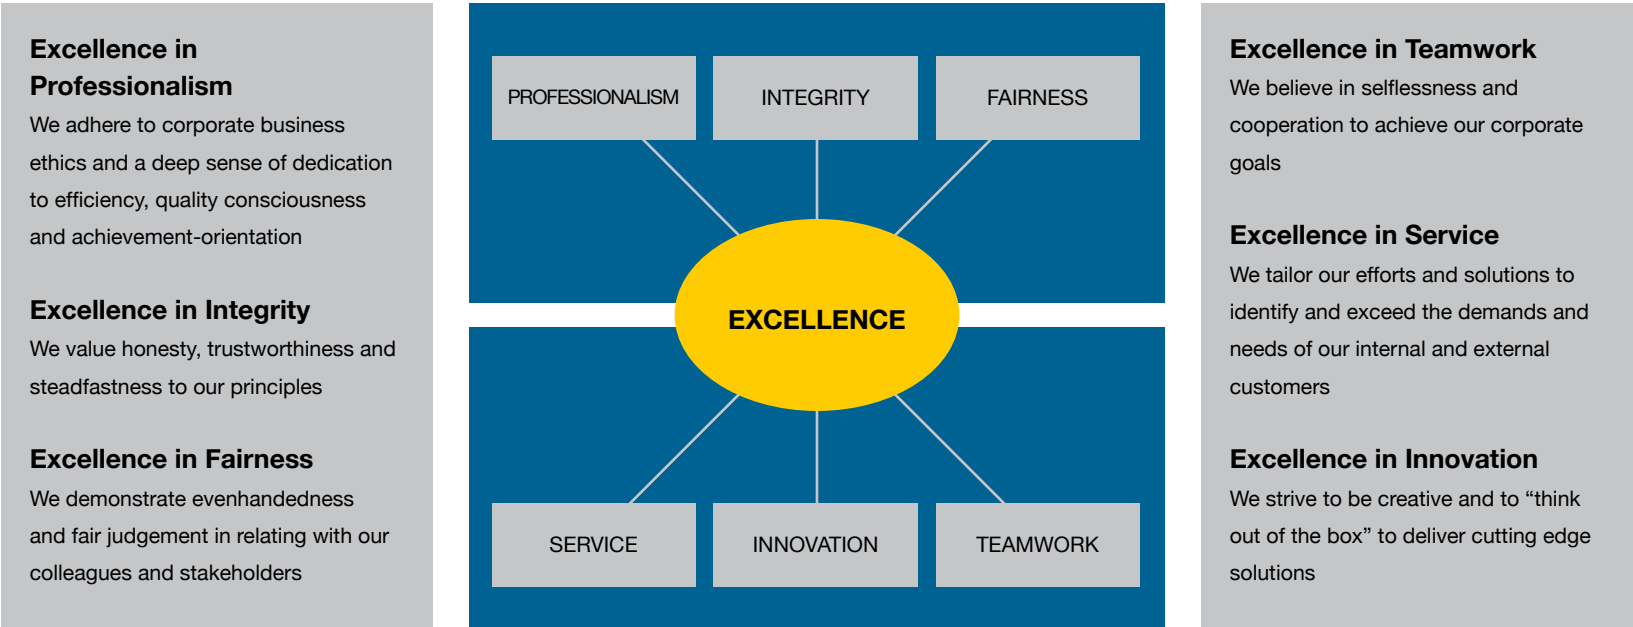 Excellence in
Professionalism
We adhere to corporate business
ethics and a deep sense of dedication
to efficiency, quality consciousness
and achievement-orientation
Excellence in Integrity
We value honesty, trustworthiness and
steadfastness to our principles
Excellence in Fairness
We demonstrate evenhandedness
and fair judgement in relating with our
colleagues and stakeholders
PROFESSIONALISM
INTEGRITY
FAIRNESS
EXCELLENCE
SERVICE
INNOVATION
TEAMWORK
Excellence in Teamwork
We believe in selflessness and
cooperation to achieve our corporate
goals
Excellence in Service
We tailor our efforts and solutions to
identify and exceed the demands and
needs of our internal and external
customers
Excellence in Innovation
We strive to be creative and to “think
out of the box” to deliver cutting edge
solutions